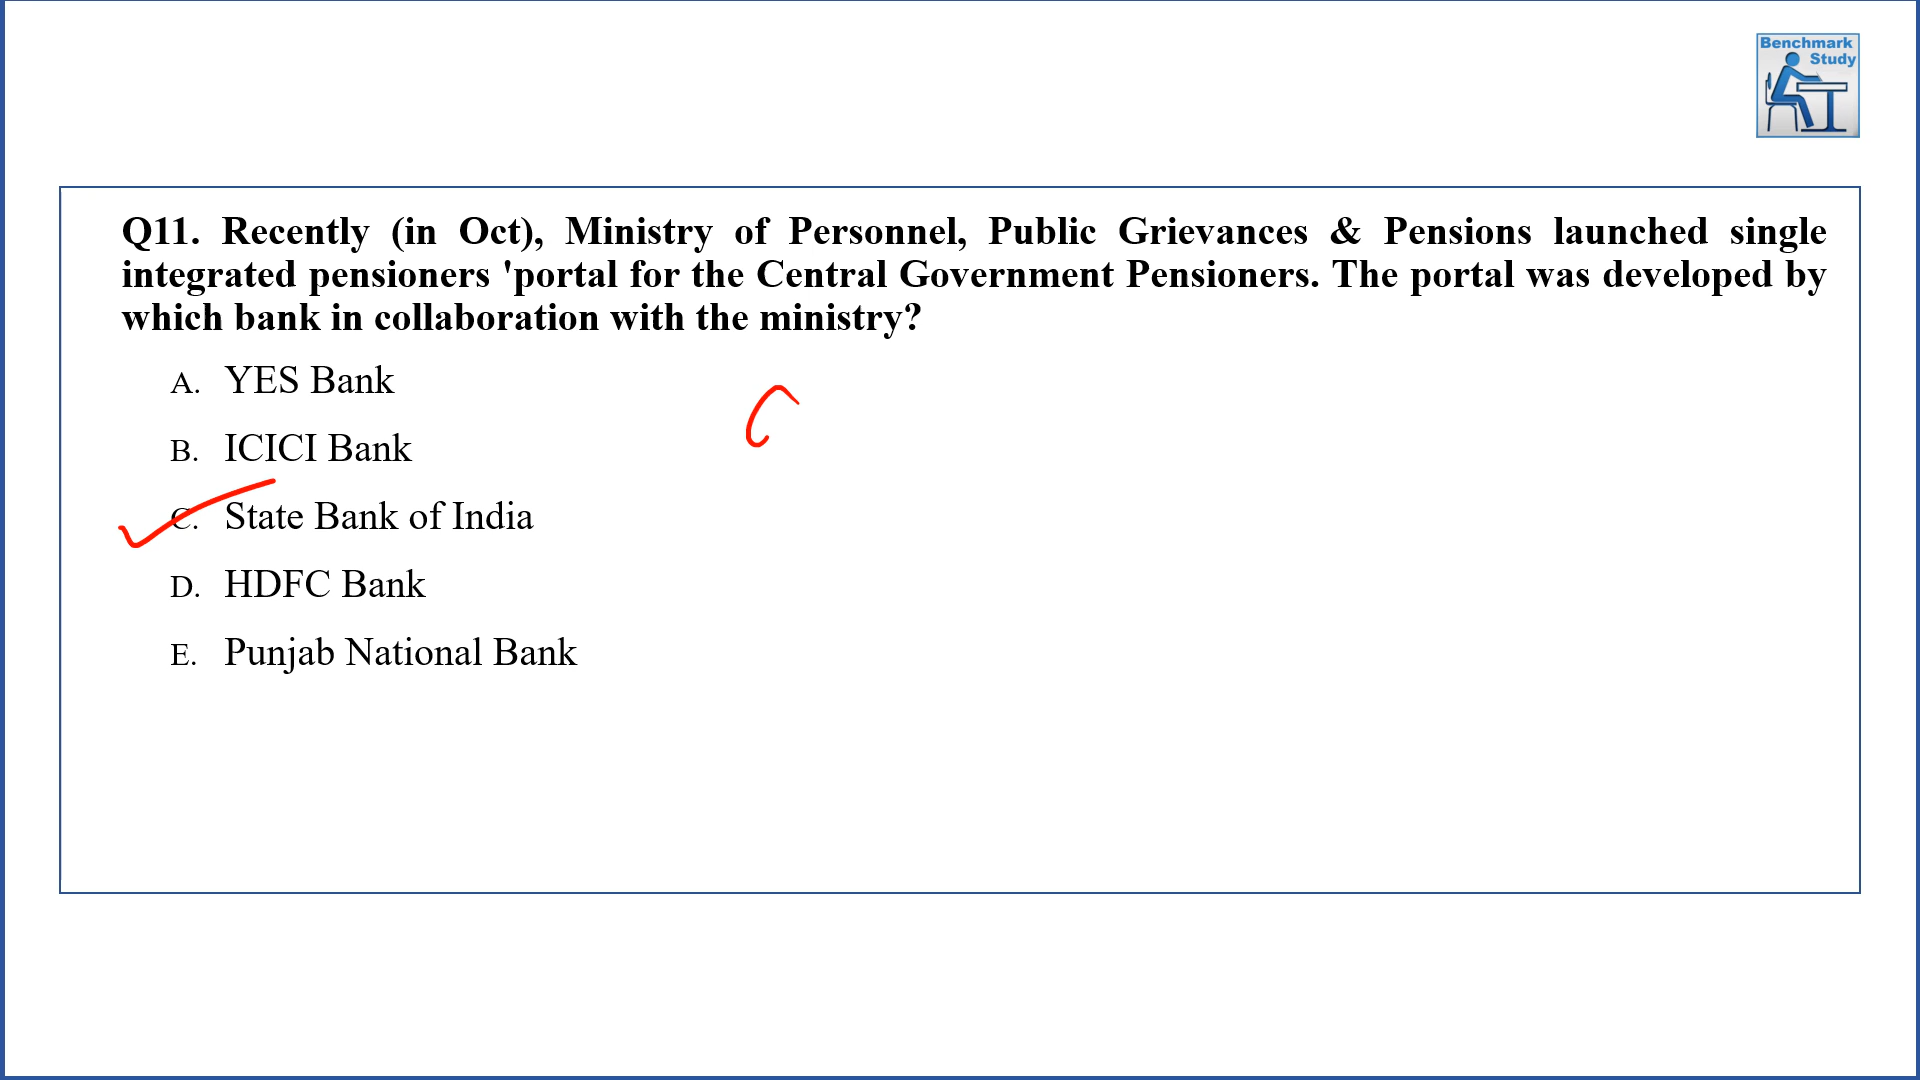 Benchmark
Study
Q11. Recently (in Oct), Ministry of Personnel, Public Grievances & Pensions launched single
integrated pensioners 'portal for the Central Government Pensioners. The portal was developed by
which bank in collaboration with the ministry?
A. YES Bank
B. ICICI Bank
C. State Bank of India
D. HDFC Bank
E. Punjab National Bank